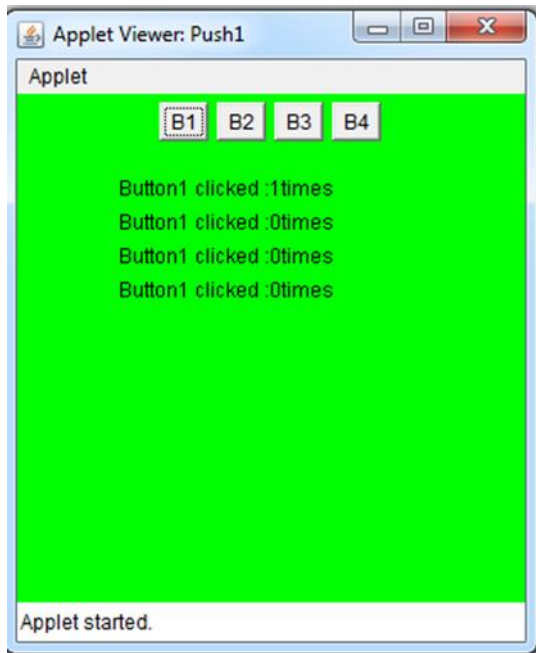 Applet Viewer: Push1
Applet
B1 B2 B3 B4
Button1 clicked :1times
Button1 clicked :0times
Button1 clicked :0times
Button1 clicked :0times
Applet started.